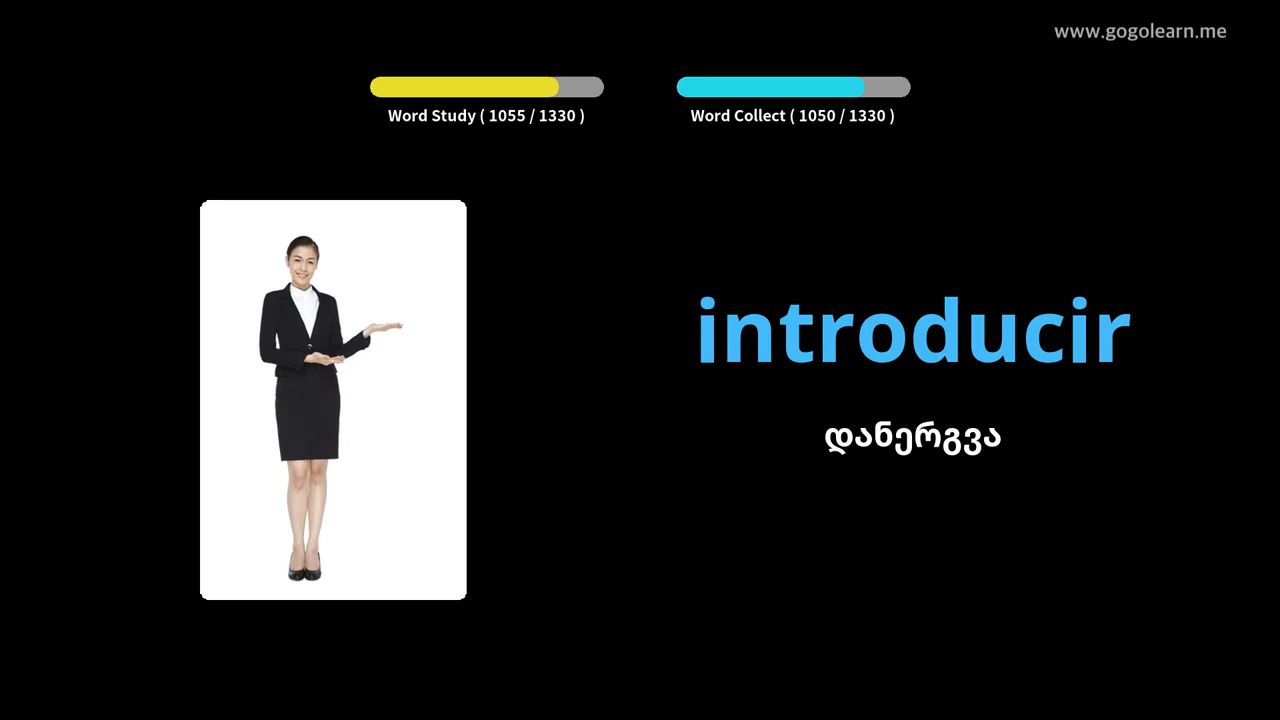 www.gogolearn.me
Word Study ( 1055 / 1330 )
Word Collect ( 1050 / 1330 )
introducir
დანერგვა